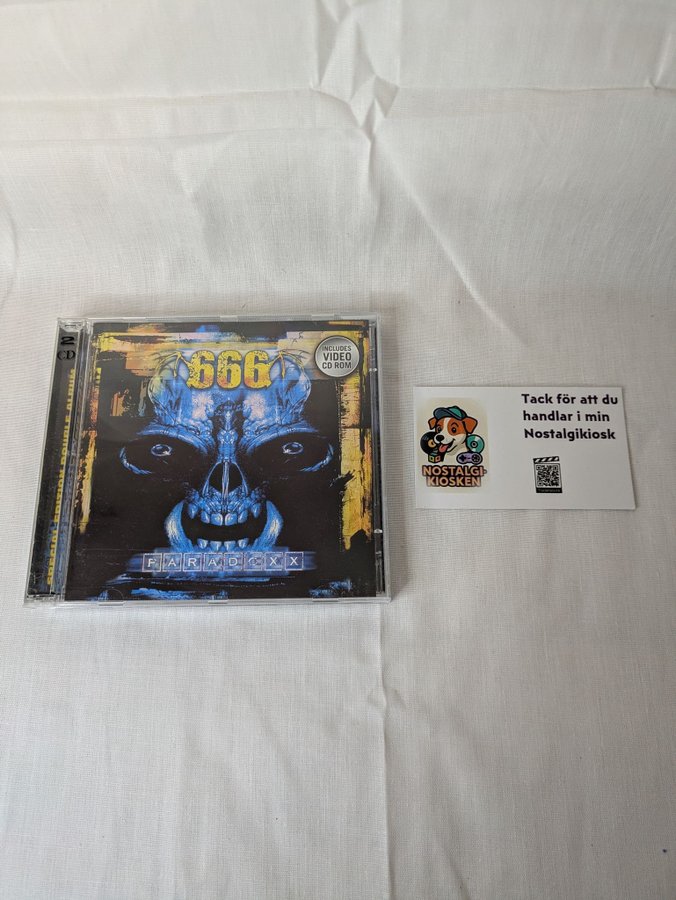 2
CD
666
INCLUDES
VIDEO
CD ROM
PARADOXX
NOSTALGI-
KIOSKEN
Tack för att du
handlar i min
Nostalgikiosk